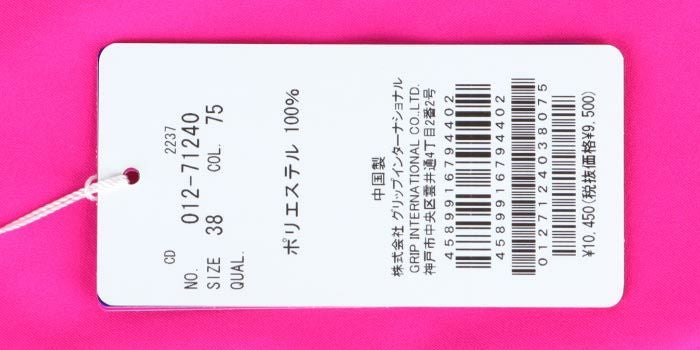 CD 2237
NO. 012-71240
SIZE 38 COL. 75
QUAL.
ポリエステル 100%
中国製
株式会社 グリップインターナショナル
GRIP INTERNATIONAL CO.,LTD.
神戸市中央区雲井通4丁目2番2号
4589916794402
4589916794402
0127124038075
¥10,450(税抜価格¥9,500)